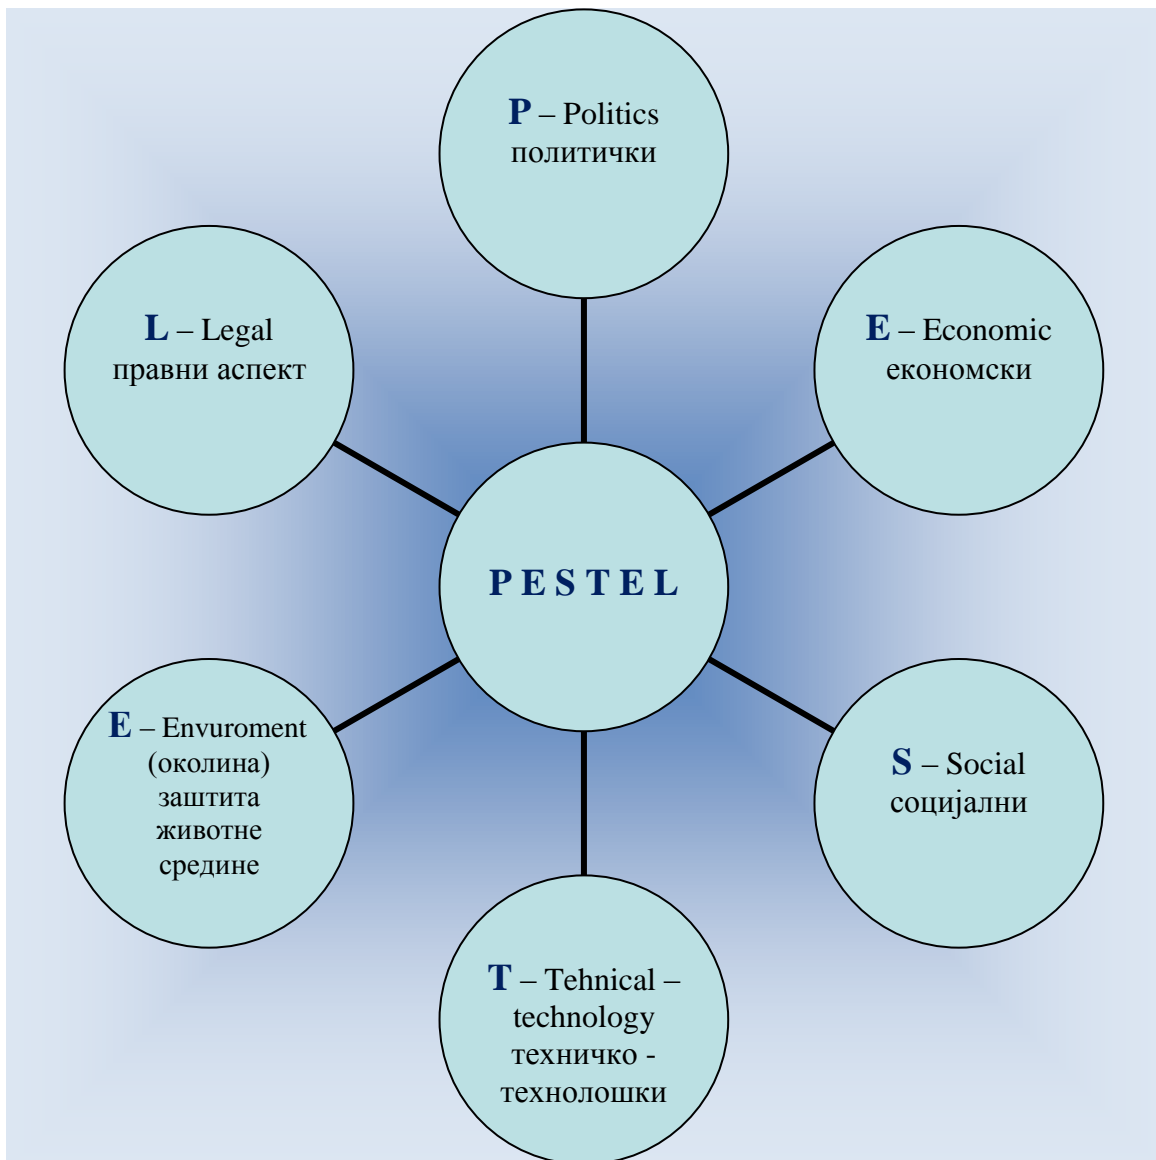 P – Politics
политички
E – Economic
економски
S – Social
социјални
T – Tehnical –
technology
техничко -
технолошки
E – Envuroment
(околина)
заштита
животне
средине
L – Legal
правни аспект
P E S T E L